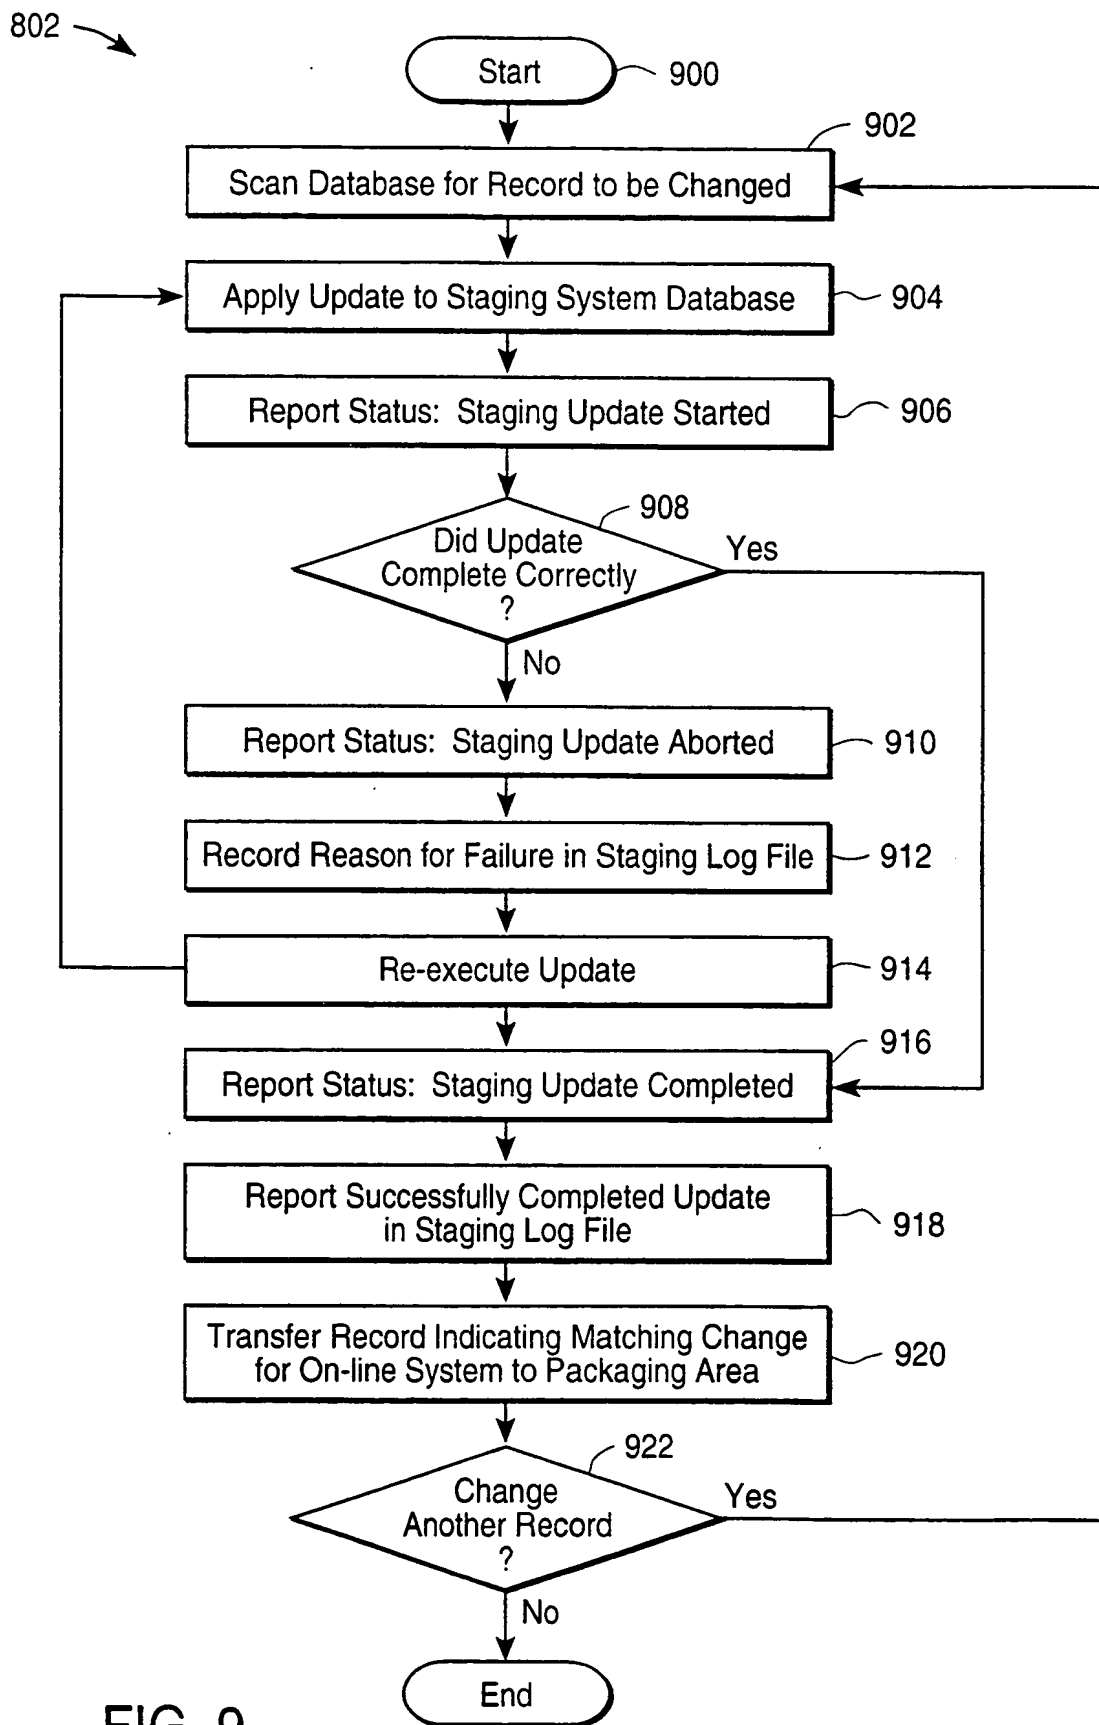 802
Start
900
902
Scan Database for Record to be Changed
Apply Update to Staging System Database
904
Report Status: Staging Update Started
906
908
Did Update
Complete Correctly
?
Yes
No
Report Status: Staging Update Aborted
910
Record Reason for Failure in Staging Log File
912
Re-execute Update
914
916
Report Status: Staging Update Completed
Report Successfully Completed Update
in Staging Log File
918
Transfer Record Indicating Matching Change
for On-line System to Packaging Area
920
922
Change
Another Record
?
Yes
No
End
FIG. 9